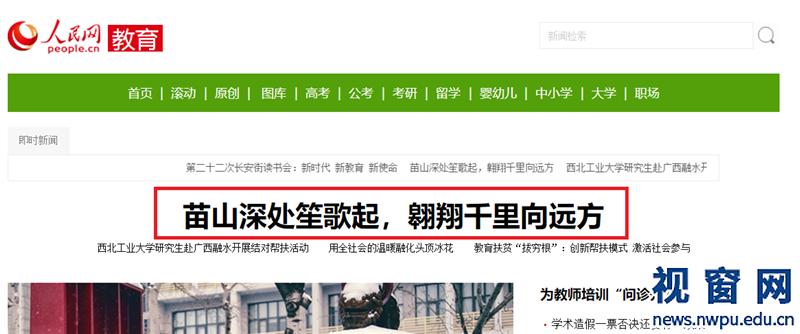 人民网 教育
people.cn
新闻检索
首页 | 滚动 | 原创 | 图库 | 高考 | 公考 | 考研 | 留学 | 婴幼儿 | 中小学 | 大学 | 职场
即时新闻
第二十二次长安街读书会：新时代 新教育 新使命 苗山深处笙歌起，翱翔千里向远方 西北工业大学研究生赴广西融水开
苗山深处笙歌起，翱翔千里向远方
西北工业大学研究生赴广西融水开展结对帮扶活动 用全社会的温暖融化头顶冰花 教育扶贫“拔穷根”：创新帮扶模式 激活社会参与
为教师培训“问诊
视窗网
news.nwpu.edu.cn
· 学术造假一票否决还